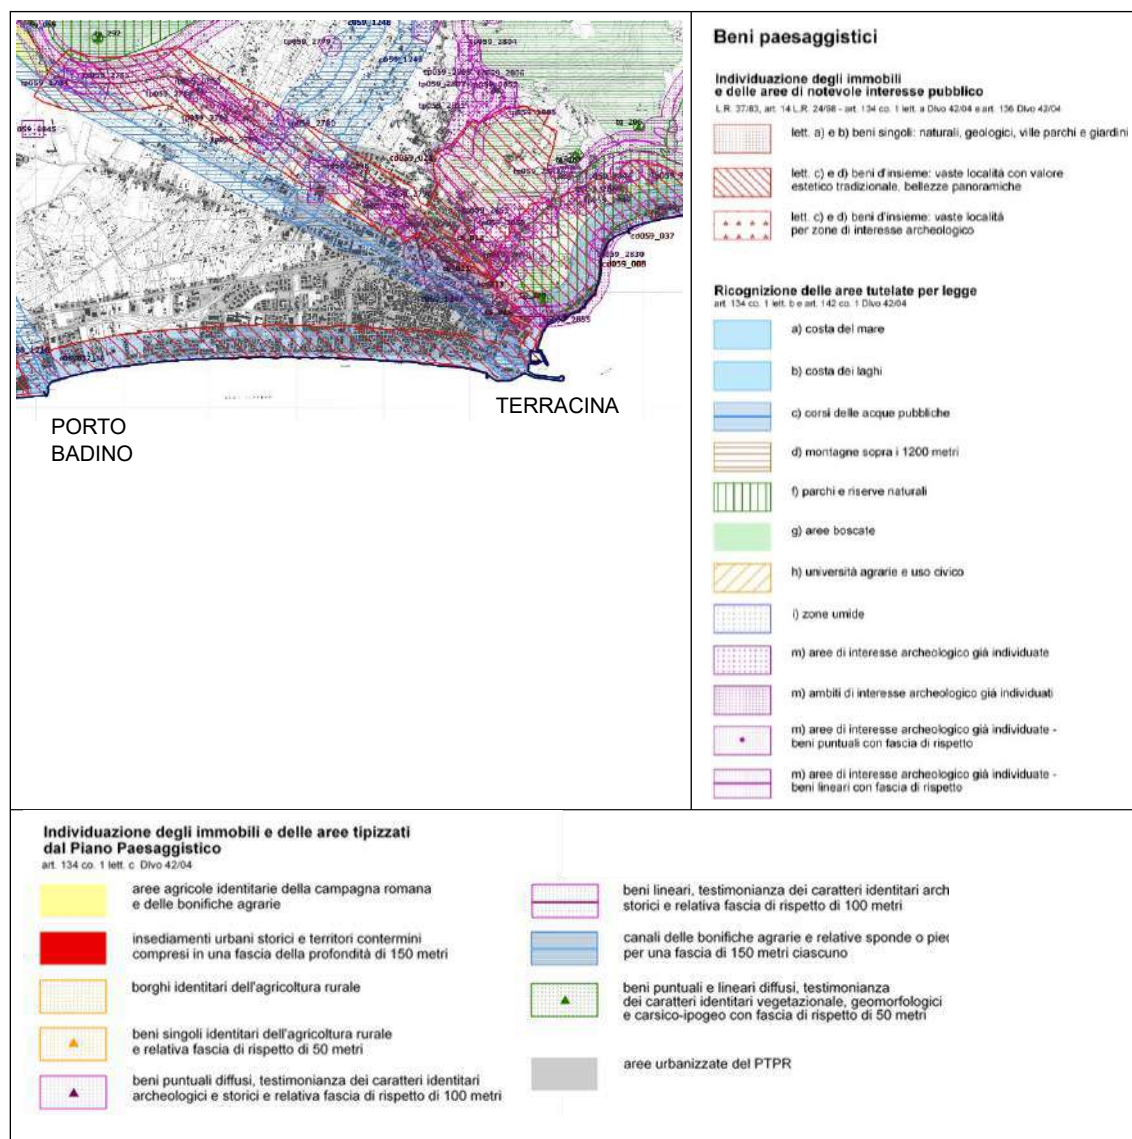 PORTO
BADINO
TERRACINA
Beni paesaggistici
Individuazione degli immobili
e delle aree di notevole interesse pubblico
L.R. 37/83, art. 14 L.R. 24/98 - art. 134 co. 1 lett. a Dlvo 42/04 e art. 136 Dlvo 42/04
lett. a) e b) beni singoli: naturali, geologici, ville parchi e giardini
lett. c) e d) beni d'insieme: vaste località con valore
estetico tradizionale, bellezze panoramiche
lett. c) e d) beni d'insieme: vaste località
per zone di interesse archeologico
Ricognizione delle aree tutelate per legge
art. 134 co. 1 lett. b e art. 142 co. 1 Dlvo 42/04
a) costa del mare
b) costa dei laghi
c) corsi delle acque pubbliche
d) montagne sopra i 1200 metri
f) parchi e riserve naturali
g) aree boscate
h) università agrarie e uso civico
i) zone umide
m) aree di interesse archeologico già individuate
m) ambiti di interesse archeologico già individuati
m) aree di interesse archeologico già individuate -
beni puntuali con fascia di rispetto
m) aree di interesse archeologico già individuate -
beni lineari con fascia di rispetto
Individuazione degli immobili e delle aree tipizzati
dal Piano Paesaggistico
art. 134 co. 1 lett. c Dlvo 42/04
aree agricole identitarie della campagna romana
e delle bonifiche agrarie
insediamenti urbani storici e territori contermini
compresi in una fascia della profondità di 150 metri
borghi identitari dell'agricoltura rurale
beni singoli identitari dell'agricoltura rurale
e relativa fascia di rispetto di 50 metri
beni puntuali diffusi, testimonianza dei caratteri identitari
archeologici e storici e relativa fascia di rispetto di 100 metri
beni lineari, testimonianza dei caratteri identitari arch
storici e relativa fascia di rispetto di 100 metri
canali delle bonifiche agrarie e relative sponde o pied
per una fascia di 150 metri ciascuno
beni puntuali e lineari diffusi, testimonianza
dei caratteri identitari vegetazionale, geomorfologici
e carsico-ipogeo con fascia di rispetto di 50 metri
aree urbanizzate del PTPR